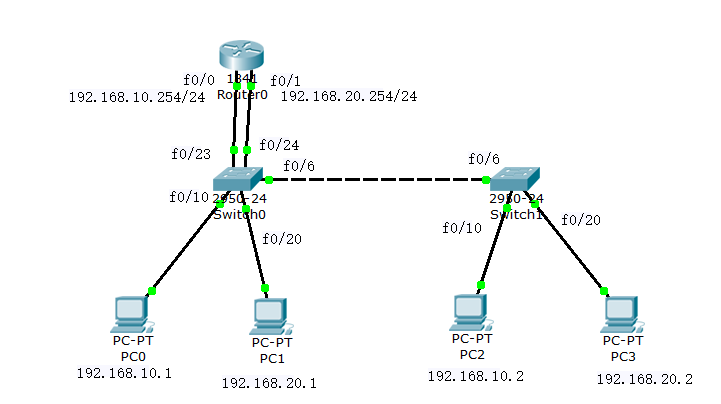 f0/0
1841
f0/1
Router0
192.168.10.254/24
192.168.20.254/24
f0/23
f0/24
f0/6
f0/6
f0/10
2950-24
Switch0
2950-24
Switch1
f0/20
f0/10
f0/20
PC-PT
PC0
192.168.10.1
PC-PT
PC1
192.168.20.1
PC-PT
PC2
192.168.10.2
PC-PT
PC3
192.168.20.2